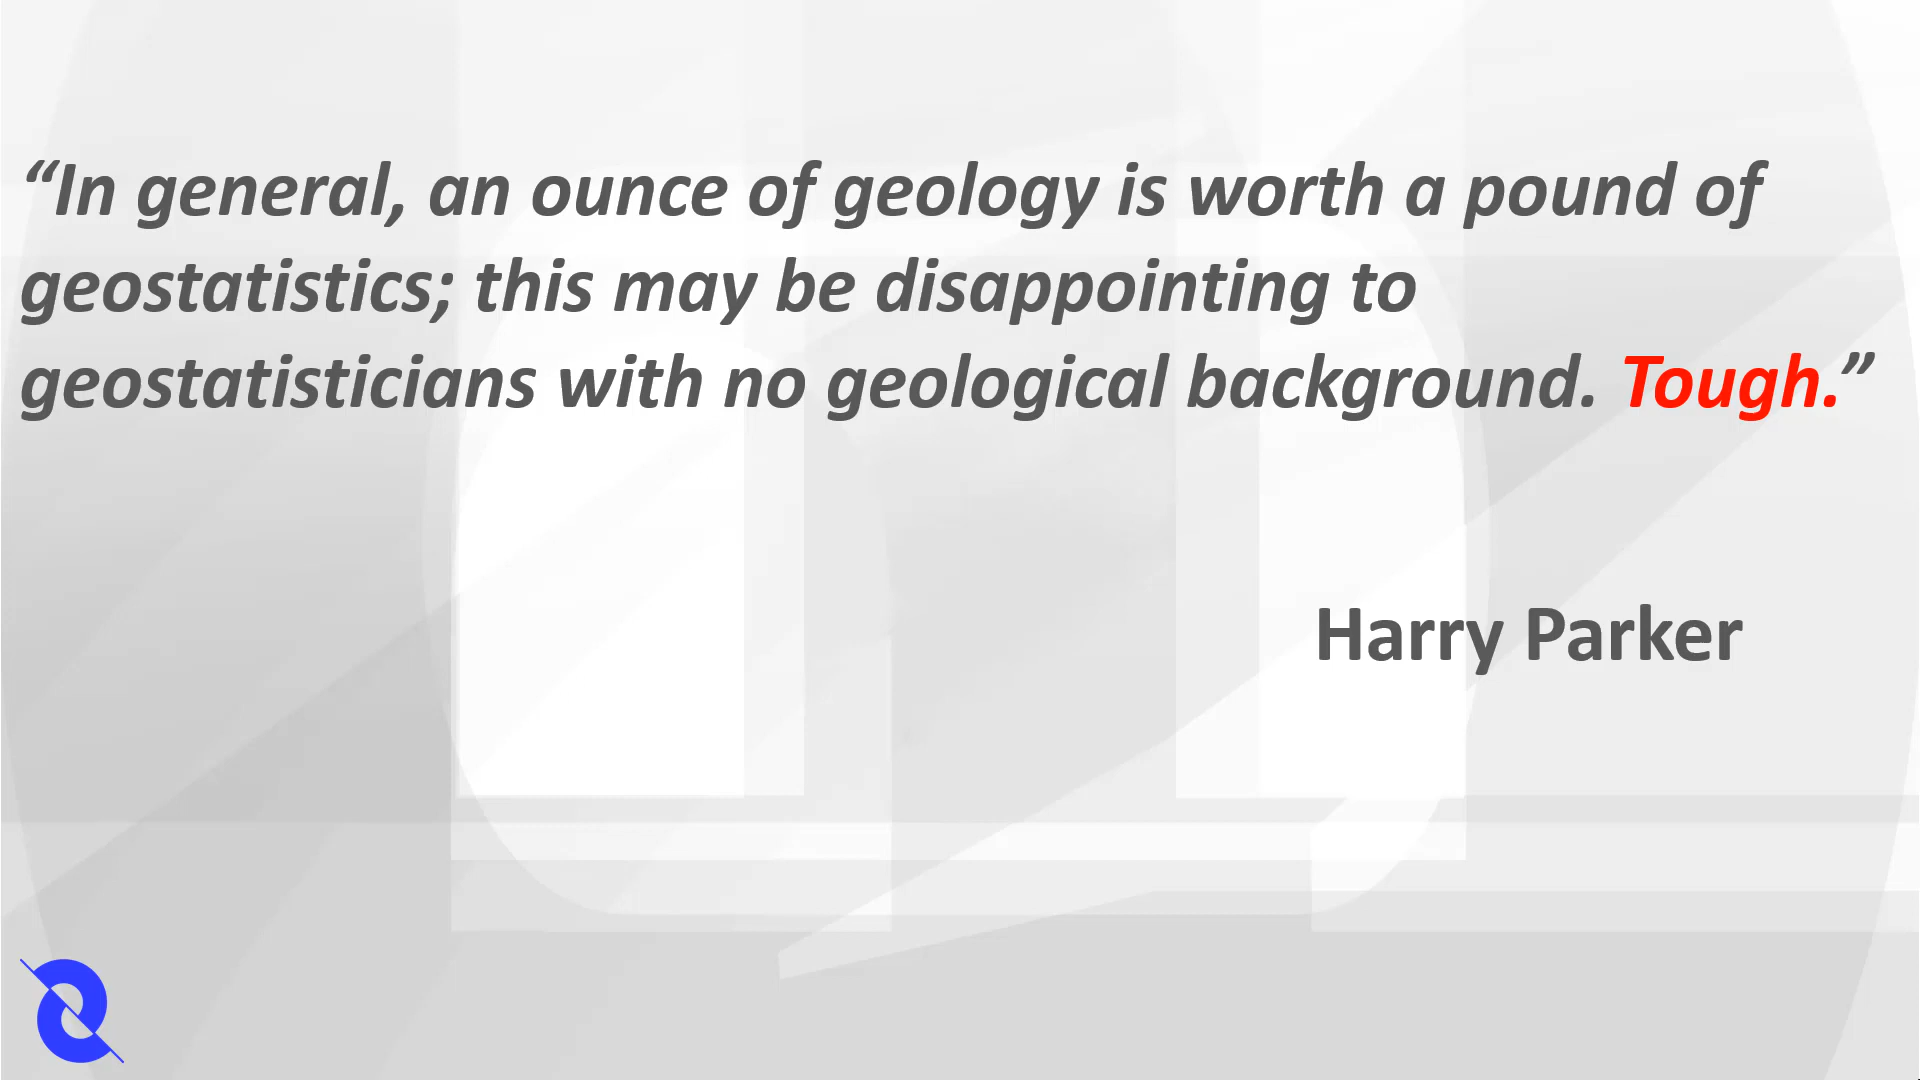 “In general, an ounce of geology is worth a pound of
geostatistics; this may be disappointing to
geostatisticians with no geological background. Tough.”
Harry Parker